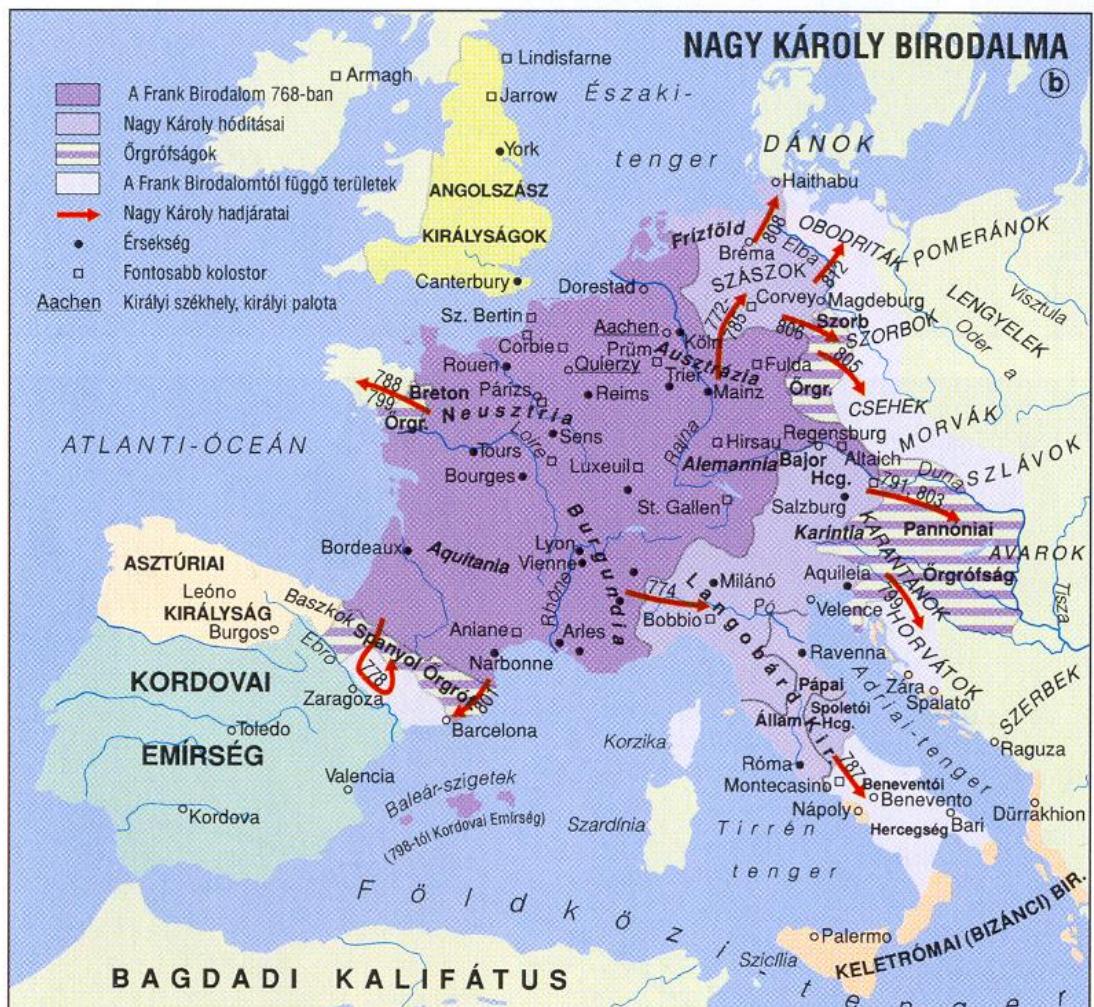 NAGY KÁROLY BIRODALMA
b
A Frank Birodalom 768-ban
Nagy Károly hódításai
Őrgrófságok
A Frank Birodalomtól függő területek
Nagy Károly hadjáratai
Érsekség
Fontosabb kolostor
Aachen Királyi székhely, királyi palota
Armagh
Lindisfarne
Jarrow
York
ANGOLSZÁSZ
KIRÁLYSÁGOK
Canterbury
Északi-
tenger
DÁNOK
Haithabu
808
Frízföld
Bréma
Elba
OBODRITÁK
812
POMERÁNOK
Visztula
LENGYELEK
Odera
SZÁSZOK
Dorestad
772-
785
Corvey
Magdeburg
Szorb
SZORBOK
806
805
Őrgr.
CSEHEK
MORVÁK
SZLÁVOK
Sz. Bertin
Corbie
Aachen
Köln
Prüm
Ausztrázia
Fulda
Rouen
Quierzy
Trier
Mainz
Párizs
Reims
788
799
Breton
Őrgr.
Neusztria
Loire
Sens
Rajna
Hirsau
Regensburg
Altaich
Duna
ATLANTI-ÓCEÁN
Tours
Bourges
Luxeuil
Alemannia
Bajor
Hcg.
791, 803
St. Gallen
Salzburg
Pannóniai
Őrgrófság
Karintia
KARANTÁNOK
AVAROK
Tisza
Bordeaux
Aquitania
Lyon
Vienne
Burgundia
Rhône
774
Milánó
Langobárd Kir.
Pó
Bobbio
Aquileia
Velence
799
HORVÁTOK
ASZTÚRIAI
León
KIRÁLYSÁG
Burgos
Baszkók
Ebro
Spanyol Őrgróf.
778
801
Aniane
Narbonne
Arles
Zaragoza
Barcelona
Ravenna
Pápai
Állam
Spoletói
Hcg.
Adriai-tenger
Zára
Spalato
SZERBEK
Raguza
KORDOVAI
EMÍRSÉG
Toledo
Valencia
Kordova
Baleár-szigetek
(798-tól Kordovai Emírség)
Korzika
Szardínia
Róma
Montecasino
Nápoly
787
Beneventói
Benevento
Hercegség
Bari
Dürrakhion
Tirrén
tenger
Palermo
Szicília
KELETRÓMAI (BIZÁNCI) BIR.
Földközi-tenger
BAGDADI KALIFÁTUS